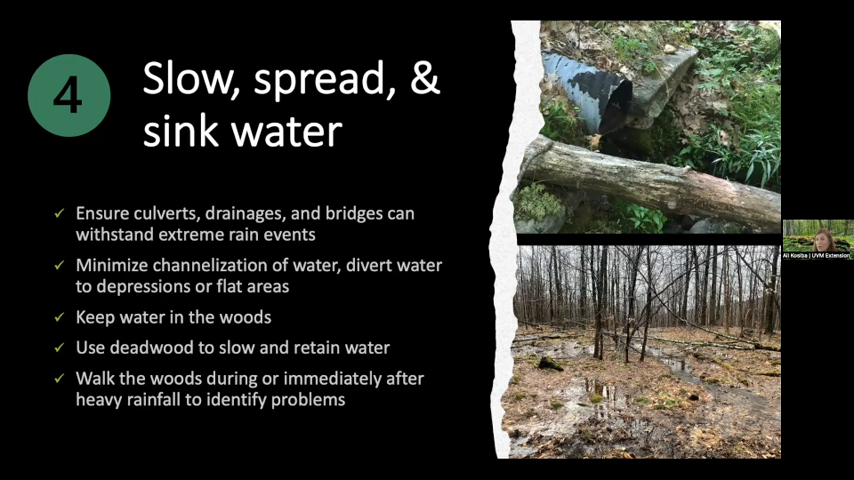 4
Slow, spread, &
sink water
✓ Ensure culverts, drainages, and bridges can
withstand extreme rain events
✓ Minimize channelization of water, divert water
to depressions or flat areas
✓ Keep water in the woods
✓ Use deadwood to slow and retain water
✓ Walk the woods during or immediately after
heavy rainfall to identify problems
Ali Kosiba | UVM Extension